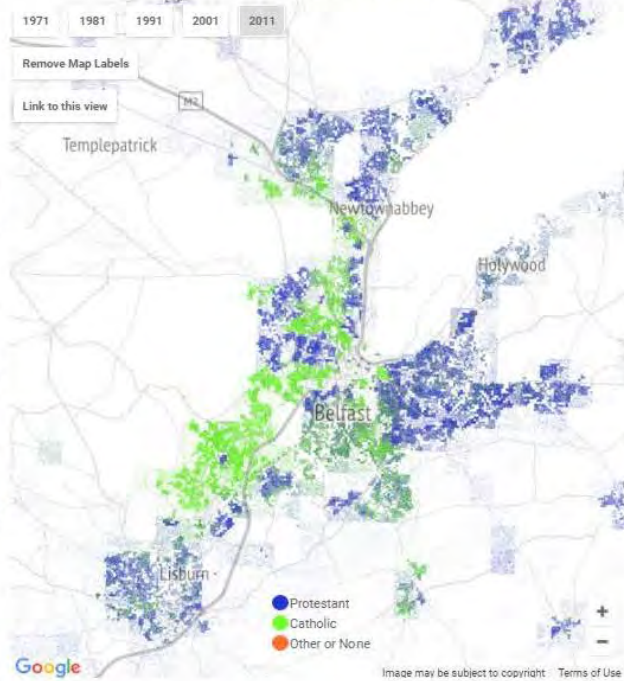 1971 1981 1991 2001 2011
Remove Map Labels
Link to this view
M2
Templepatrick
Newtownabbey
Holywood
Belfast
Lisburn
Protestant
Catholic
Other or None
+
−
Google
Image may be subject to copyright Terms of Use